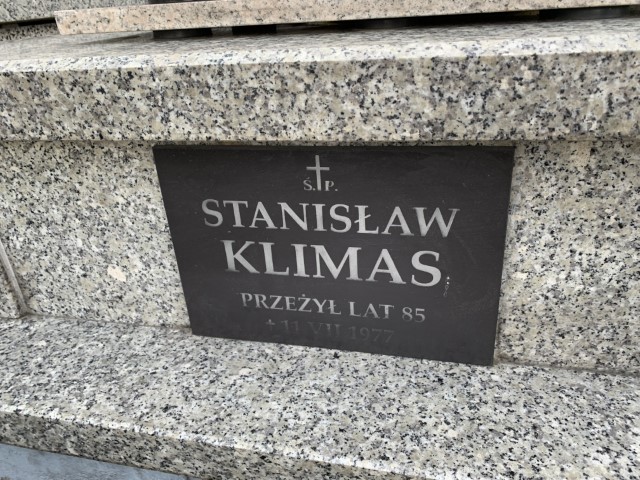 Ś. P.
STANISŁAW
KLIMAS
PRZEŻYŁ LAT 85
+ 11 VII 1977